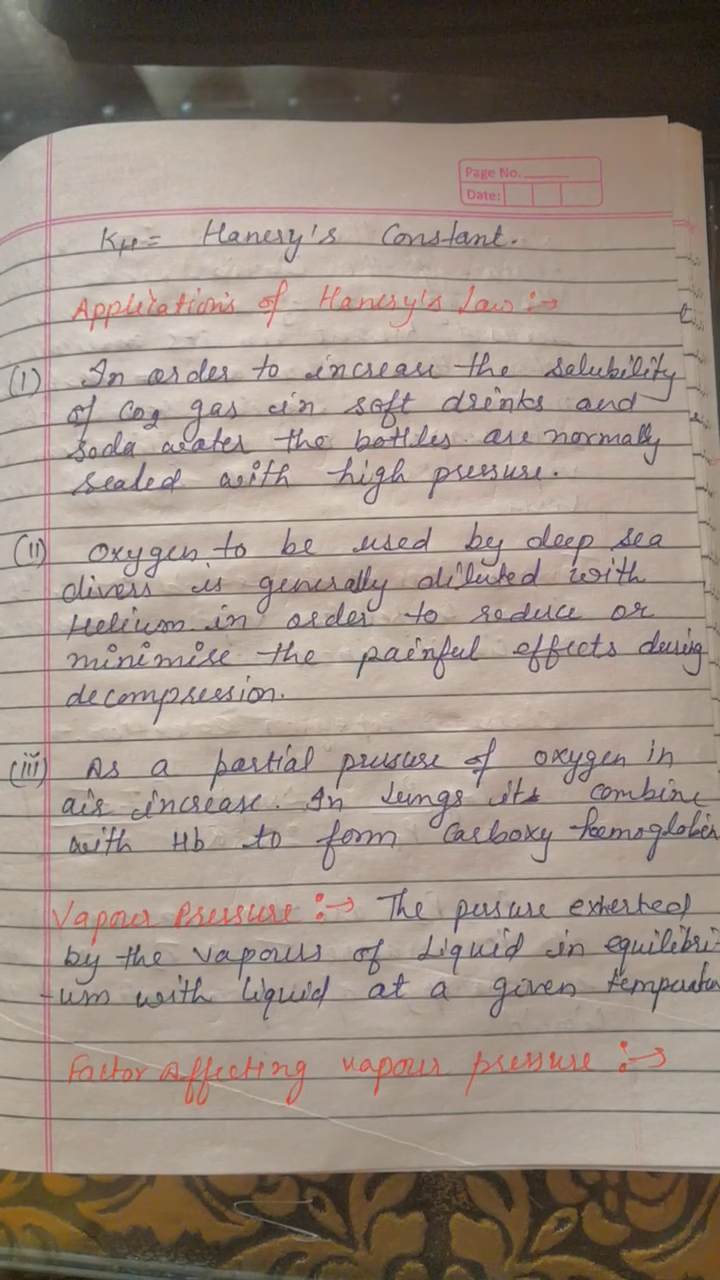 Page No.
Date:
KH = Hanery's Constant.
Applications of Hanery's Law :→
(I) In order to increase the solubility
of CO2 gas in soft drinks and
soda water the bottles are normally
sealed with high pressure.
(II) Oxygen to be used by deep sea
divers is generally diluted with
Helium in order to reduce or
minimise the painful effects during
decompression.
(iii) As a partial pressure of oxygen in
air increase. In lungs its combine
with Hb to form Carboxy haemoglobin
Vapour Pressure :→ The perssure exherted
by the vapours of Liquid in equilibri-
-um with liquid at a given temperatur
Factor Affecting vapour pressure :→